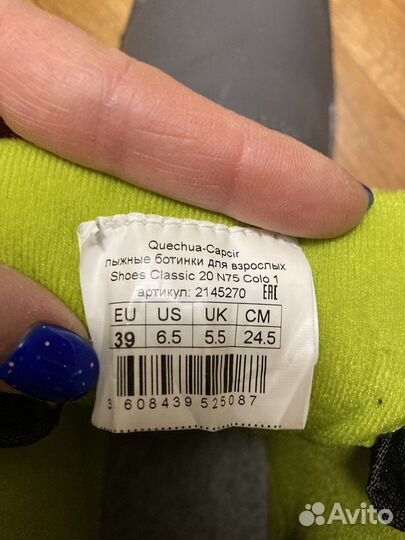 Quechua-Capcir
лыжные ботинки для взрослых
Shoes Classic 20 N75 Colo 1
артикул: 2145270 EAC
EU US UK CM
39 6.5 5.5 24.5
3 608439 525087
Avito